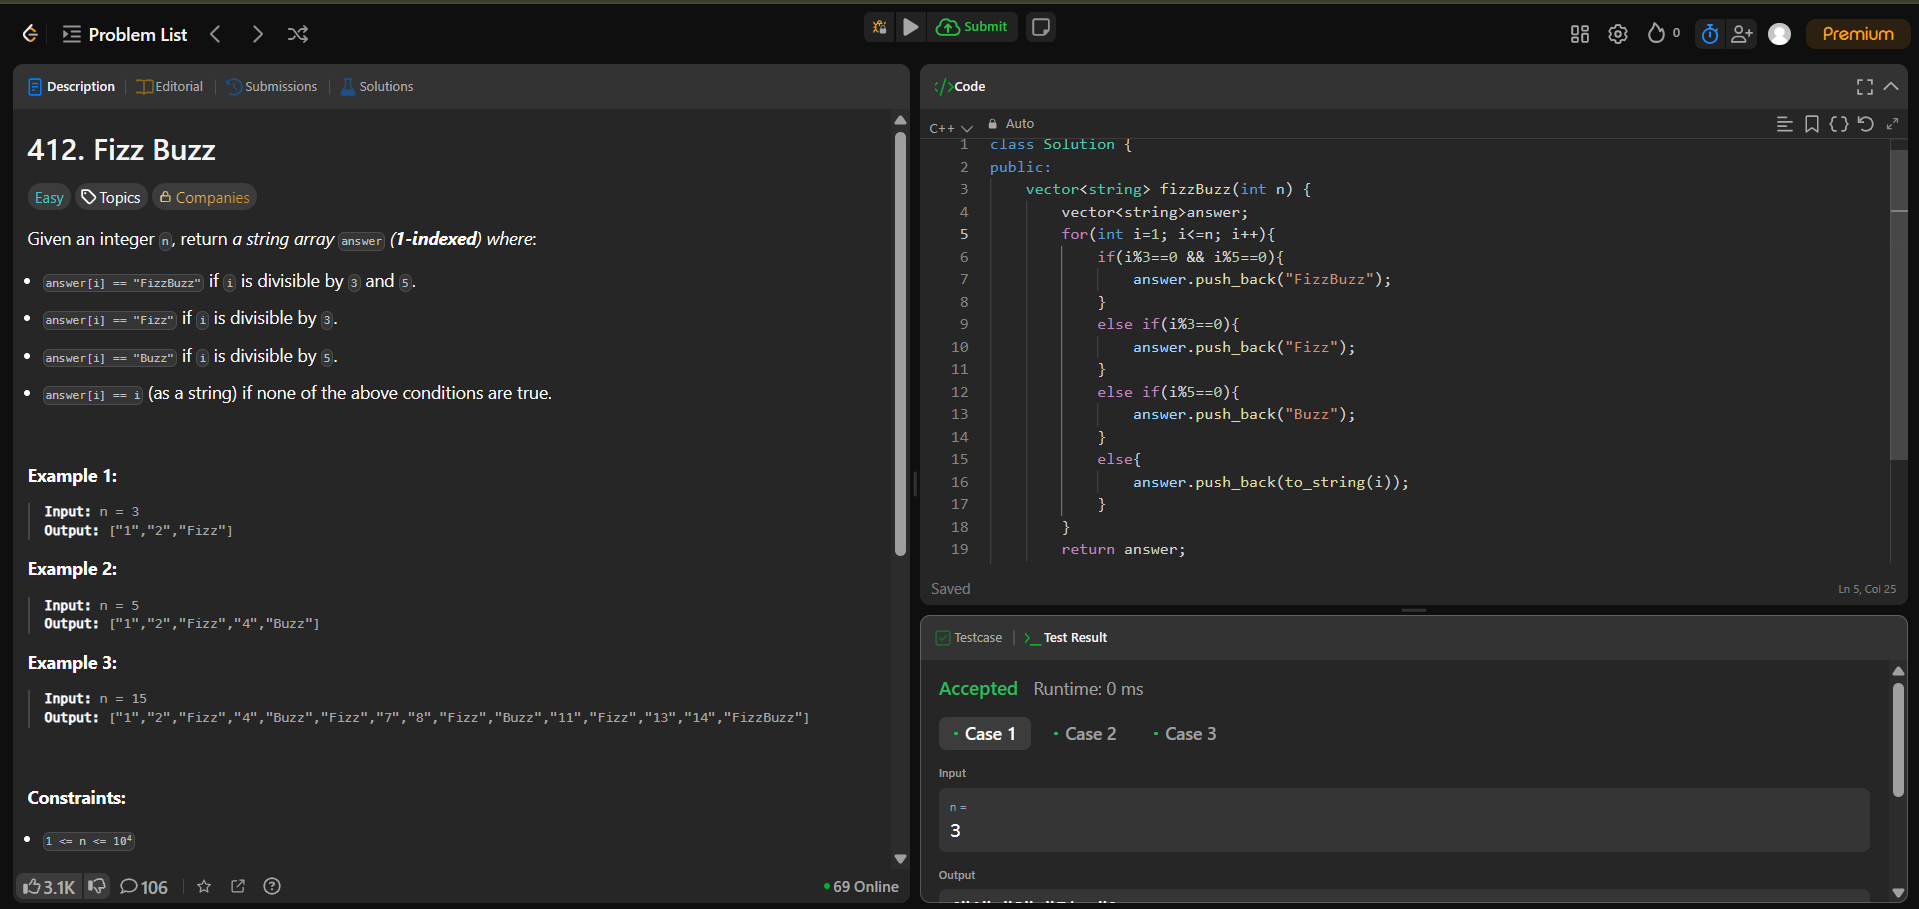 Problem List
Submit
0
Premium
Description
Editorial
Submissions
Solutions
412. Fizz Buzz
Easy
Topics
Companies
Given an integer n, return a string array answer (1-indexed) where:
• answer[i] == "FizzBuzz" if i is divisible by 3 and 5.
• answer[i] == "Fizz" if i is divisible by 3.
• answer[i] == "Buzz" if i is divisible by 5.
• answer[i] == i (as a string) if none of the above conditions are true.
Example 1:
Input: n = 3
Output: ["1","2","Fizz"]
Example 2:
Input: n = 5
Output: ["1","2","Fizz","4","Buzz"]
Example 3:
Input: n = 15
Output: ["1","2","Fizz","4","Buzz","Fizz","7","8","Fizz","Buzz","11","Fizz","13","14","FizzBuzz"]
Constraints:
• 1 <= n <= 10⁴
3.1K
106
69 Online
</>Code
C++
Auto
1 class Solution {
2 public:
3     vector<string> fizzBuzz(int n) {
4         vector<string>answer;
5         for(int i=1; i<=n; i++){
6             if(i%3==0 && i%5==0){
7                 answer.push_back("FizzBuzz");
8             }
9             else if(i%3==0){
10                 answer.push_back("Fizz");
11             }
12             else if(i%5==0){
13                 answer.push_back("Buzz");
14             }
15             else{
16                 answer.push_back(to_string(i));
17             }
18         }
19         return answer;
Saved
Ln 5, Col 25
Testcase
>_ Test Result
Accepted Runtime: 0 ms
• Case 1
• Case 2
• Case 3
Input
n =
3
Output